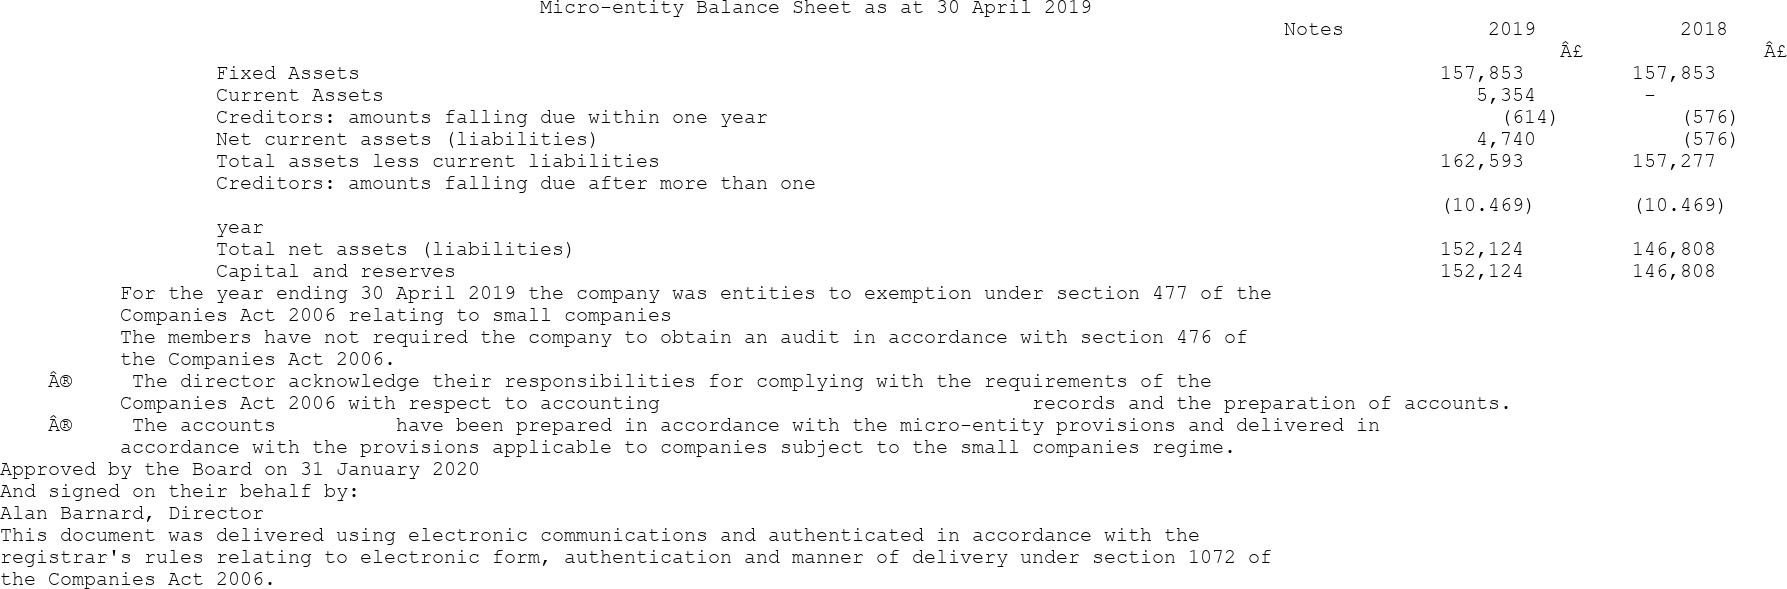 Micro-entity Balance Sheet as at 30 April 2019
Notes 2019 2018
Â£ Â£
Fixed Assets 157,853 157,853
Current Assets 5,354 -
Creditors: amounts falling due within one year (614) (576)
Net current assets (liabilities) 4,740 (576)
Total assets less current liabilities 162,593 157,277
Creditors: amounts falling due after more than one
(10.469) (10.469)
year
Total net assets (liabilities) 152,124 146,808
Capital and reserves 152,124 146,808
For the year ending 30 April 2019 the company was entities to exemption under section 477 of the
Companies Act 2006 relating to small companies
The members have not required the company to obtain an audit in accordance with section 476 of
the Companies Act 2006.
Â® The director acknowledge their responsibilities for complying with the requirements of the
Companies Act 2006 with respect to accounting records and the preparation of accounts.
Â® The accounts have been prepared in accordance with the micro-entity provisions and delivered in
accordance with the provisions applicable to companies subject to the small companies regime.
Approved by the Board on 31 January 2020
And signed on their behalf by:
Alan Barnard, Director
This document was delivered using electronic communications and authenticated in accordance with the
registrar's rules relating to electronic form, authentication and manner of delivery under section 1072 of
the Companies Act 2006.